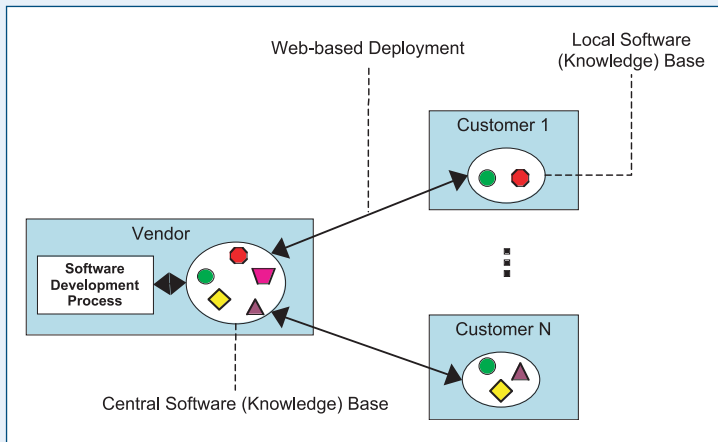 Web-based Deployment
Local Software
(Knowledge) Base
Customer 1
Vendor
Software
Development
Process
Customer N
Central Software (Knowledge) Base